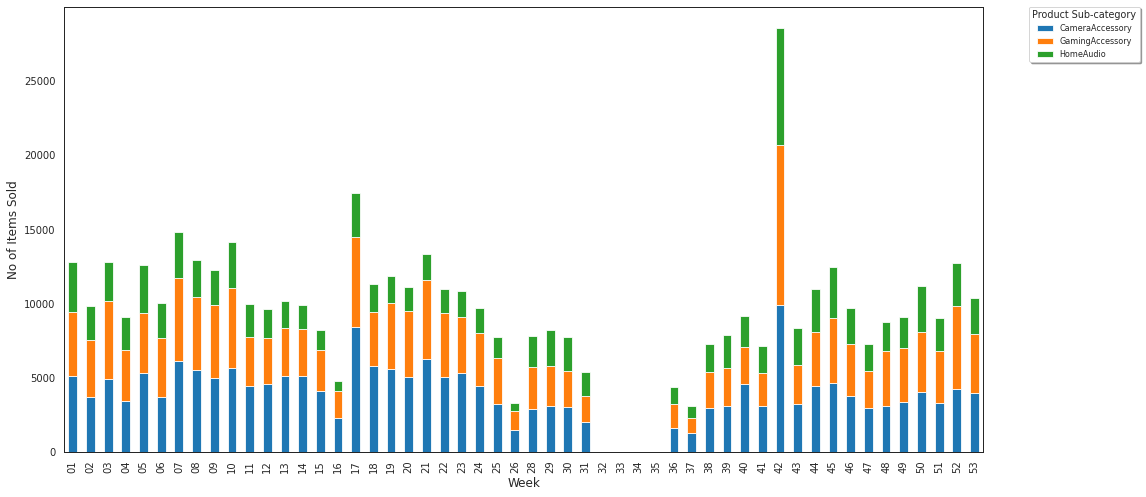 Product Sub-category
CameraAccessory
GamingAccessory
HomeAudio
No of Items Sold
25000
20000
15000
10000
5000
0
01 02 03 04 05 06 07 08 09 10 11 12 13 14 15 16 17 18 19 20 21 22 23 24 25 26 28 29 30 31 32 33 34 35 36 37 38 39 40 41 42 43 44 45 46 47 48 49 50 51 52 53
Week